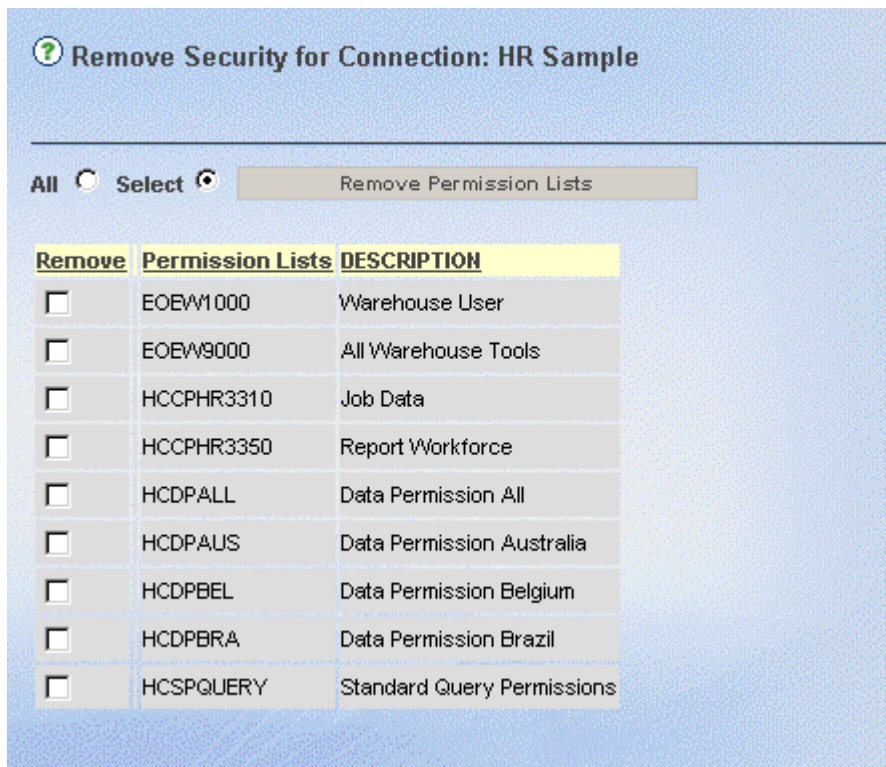 ? Remove Security for Connection: HR Sample
All Select Remove Permission Lists
Remove Permission Lists DESCRIPTION
EOEW1000 Warehouse User
EOEW9000 All Warehouse Tools
HCCPHR3310 Job Data
HCCPHR3350 Report Workforce
HCDPALL Data Permission All
HCDPAUS Data Permission Australia
HCDPBEL Data Permission Belgium
HCDPBRA Data Permission Brazil
HCSPQUERY Standard Query Permissions